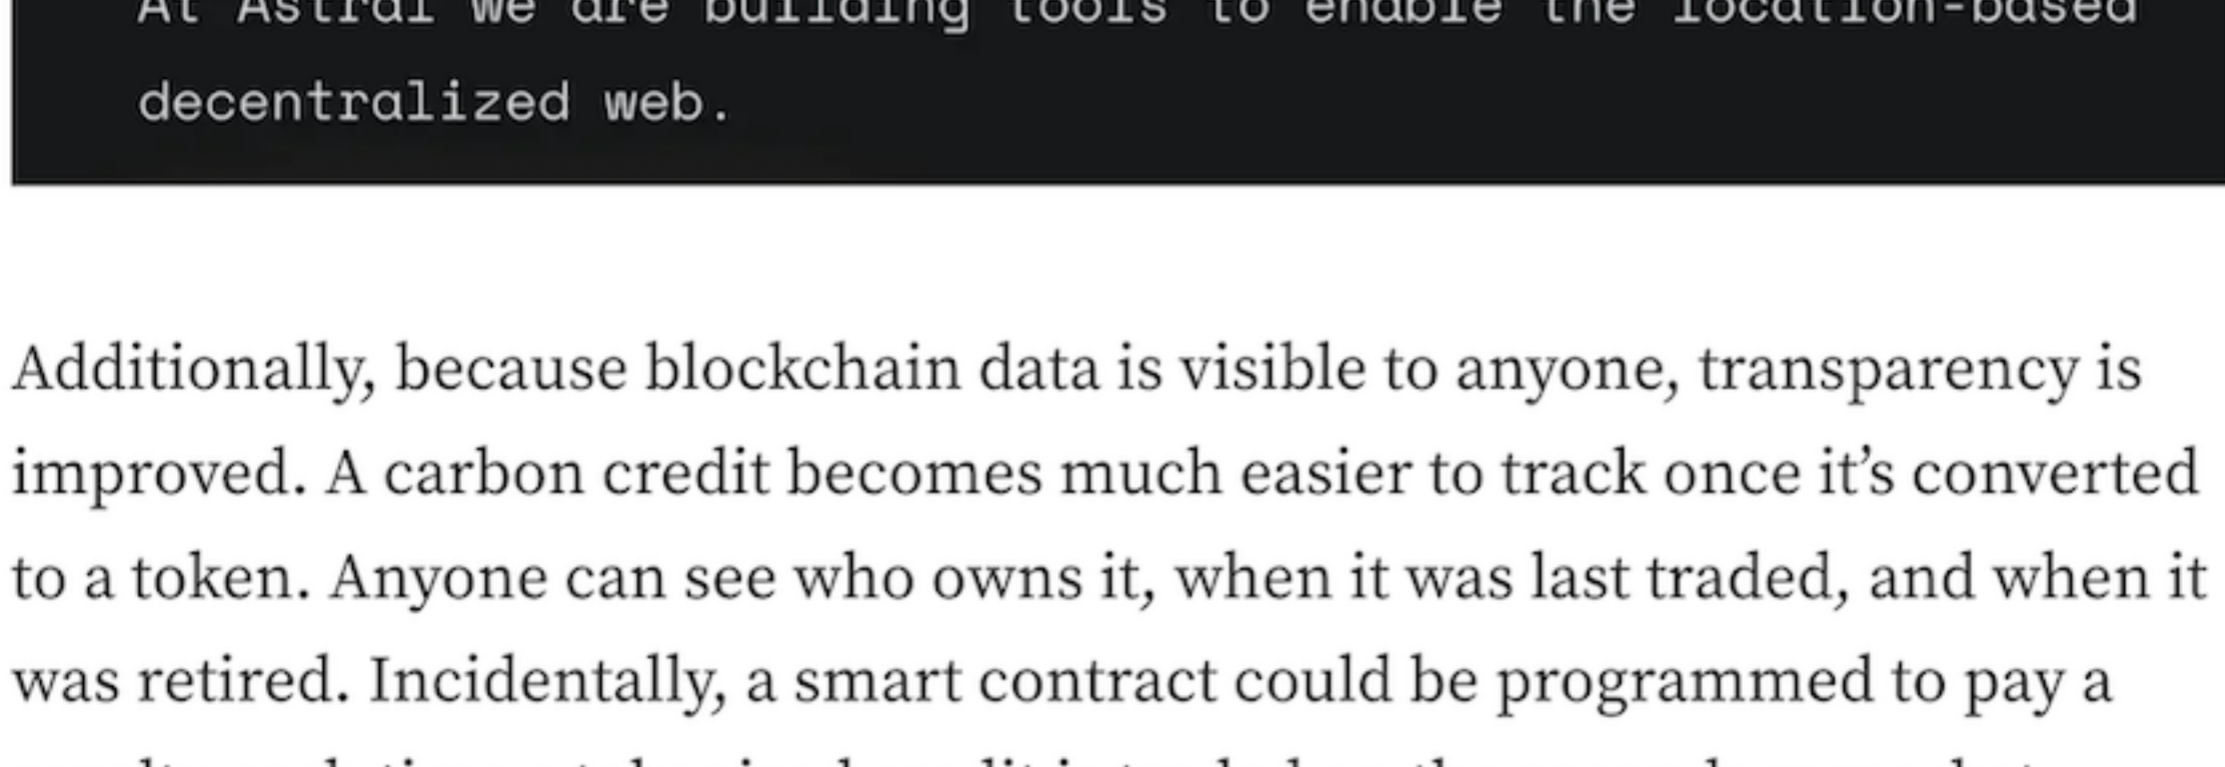 At Astral we are building tools to enable the location-based
decentralized web.
Additionally, because blockchain data is visible to anyone, transparency is
improved. A carbon credit becomes much easier to track once it’s converted
to a token. Anyone can see who owns it, when it was last traded, and when it
was retired. Incidentally, a smart contract could be programmed to pay a